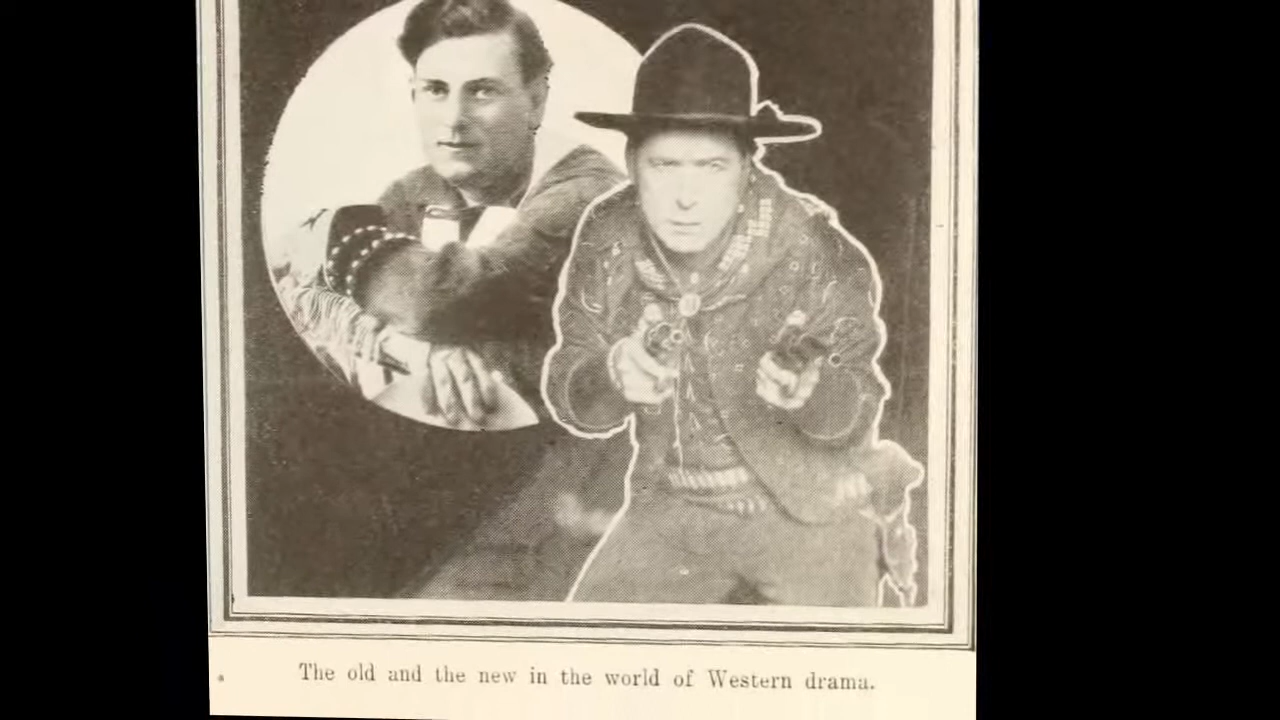 The old and the new in the world of Western drama.